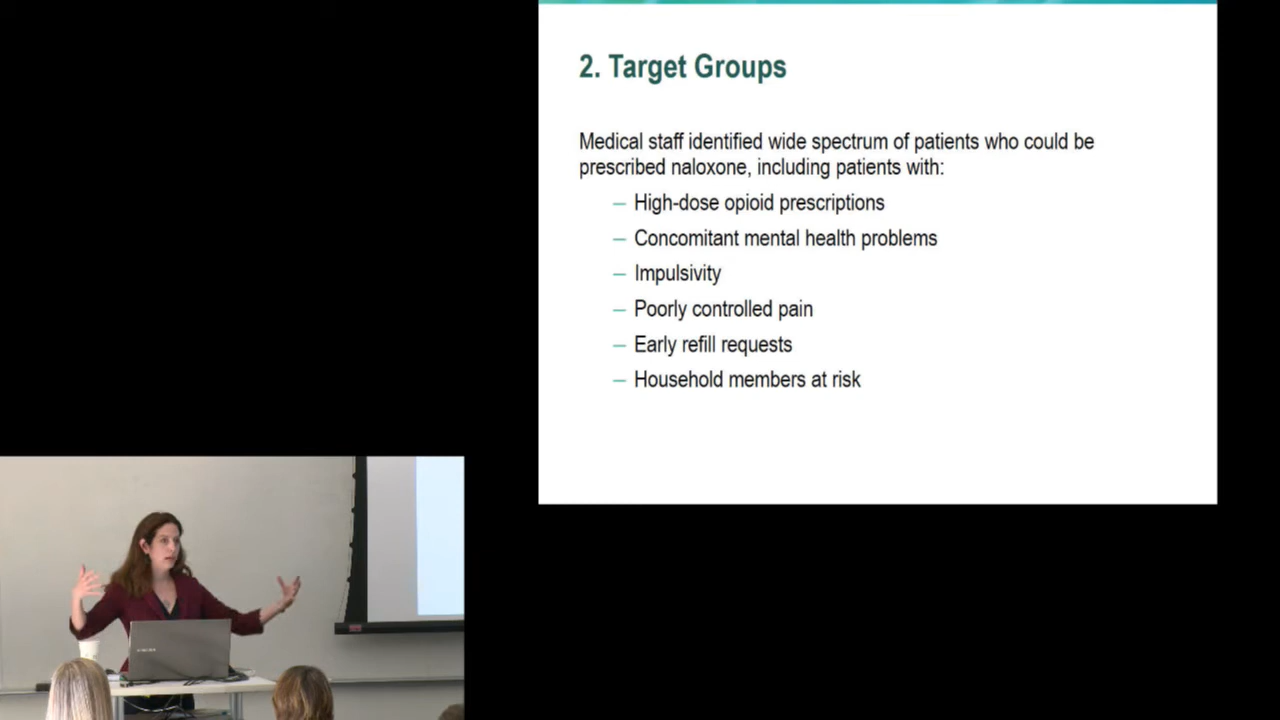 2. Target Groups
Medical staff identified wide spectrum of patients who could be
prescribed naloxone, including patients with:
– High-dose opioid prescriptions
– Concomitant mental health problems
– Impulsivity
– Poorly controlled pain
– Early refill requests
– Household members at risk